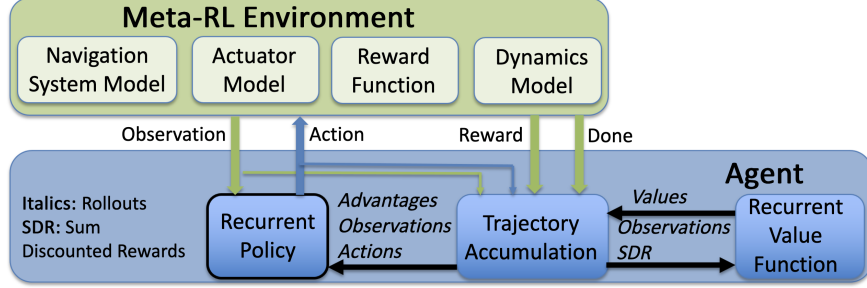 Meta-RL Environment
Navigation
System Model
Actuator
Model
Reward
Function
Dynamics
Model
Observation
Action
Reward
Done
Agent
Italics: Rollouts
SDR: Sum
Discounted Rewards
Recurrent
Policy
Advantages
Observations
Actions
Trajectory
Accumulation
Values
Observations
SDR
Recurrent
Value
Function